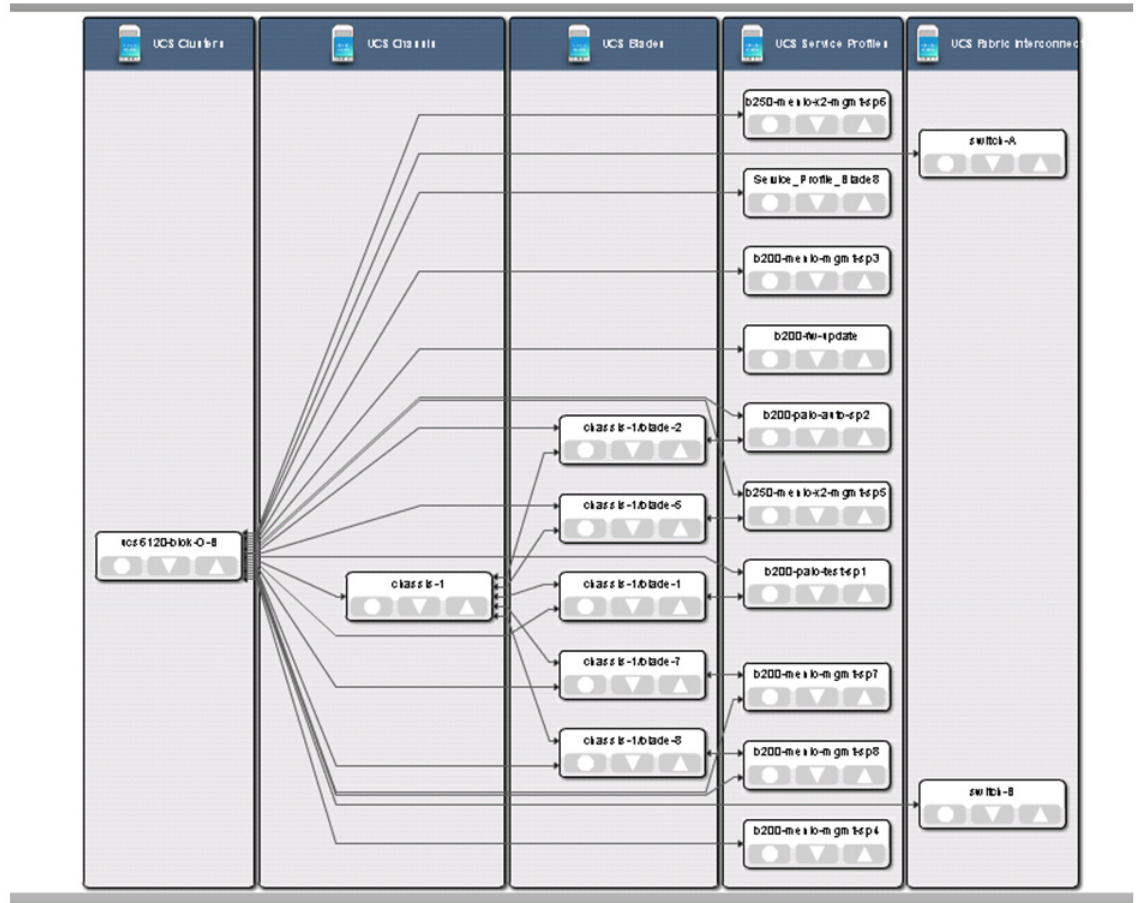 UCS Clusters
UCS Chassis
UCS Blades
UCS Service Profiles
UCS Fabric Interconnec
b250-menlo-x2-mgmt-sp6
switch-A
Service_Profile_Blade8
b200-menlo-mgmt-sp3
b200-fw-update
b200-palo-auto-sp2
chassis-1/blade-2
b250-menlo-x2-mgmt-sp5
chassis-1/blade-5
ucs6120-blok-O-B
chassis-1
chassis-1/blade-1
b200-palo-test-sp1
chassis-1/blade-7
b200-menlo-mgmt-sp7
chassis-1/blade-8
b200-menlo-mgmt-sp8
switch-B
b200-menlo-mgmt-sp4